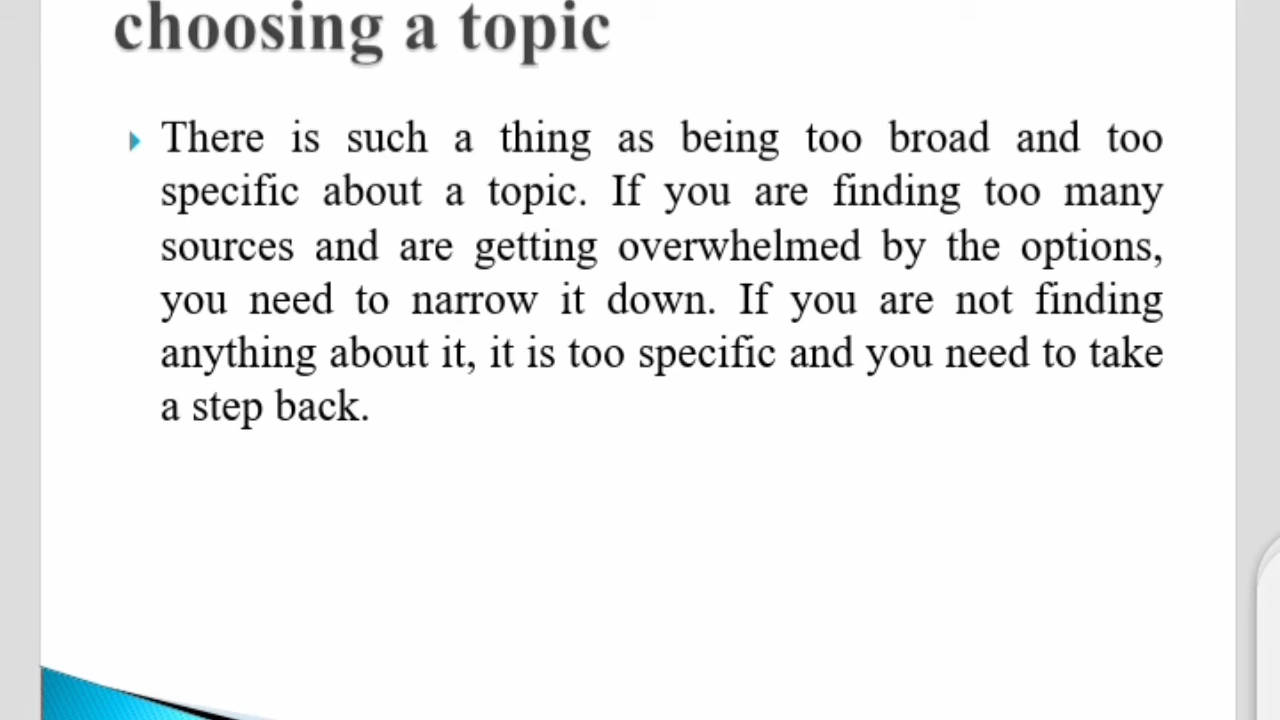 choosing a topic
There is such a thing as being too broad and too
specific about a topic. If you are finding too many
sources and are getting overwhelmed by the options,
you need to narrow it down. If you are not finding
anything about it, it is too specific and you need to take
a step back.